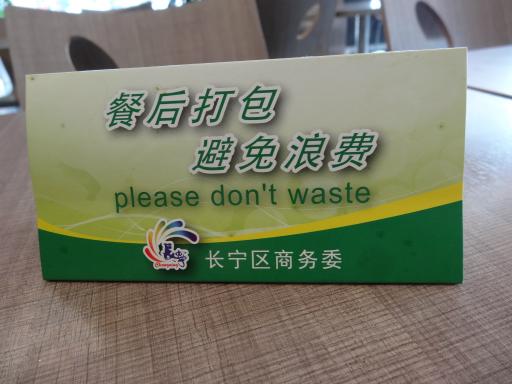 餐后打包
避免浪费
please don't waste
长宁区商务委